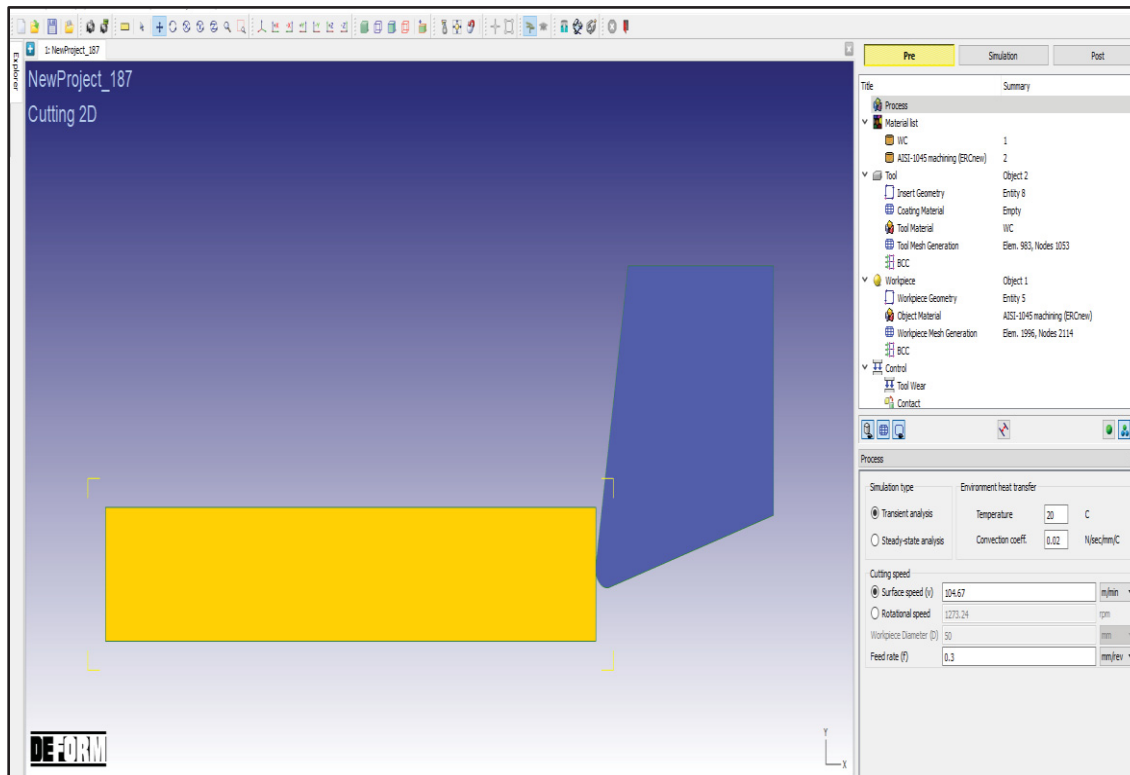 Explorer
1: NewProject_187
NewProject_187
Cutting 2D
DEFORM
Y
X
Pre Simulation Post
Title Summary
Process
Material list
WC 1
AISI-1045 machining (ERCnew) 2
Tool Object 2
Insert Geometry Entity 8
Coating Material Empty
Tool Material WC
Tool Mesh Generation Elem. 983, Nodes 1053
BCC
Workpiece Object 1
Workpiece Geometry Entity 5
Object Material AISI-1045 machining (ERCnew)
Workpiece Mesh Generation Elem. 1996, Nodes 2114
BCC
Control
Tool Wear
Contact
Process
Simulation type Environment heat transfer
Transient analysis Temperature 20 C
Steady-state analysis Convection coeff. 0.02 N/sec/mm/C
Cutting speed
Surface speed (v) 104.67 m/min
Rotational speed 1273.24 rpm
Workpiece Diameter (D) 50 mm
Feed rate (f) 0.3 mm/rev